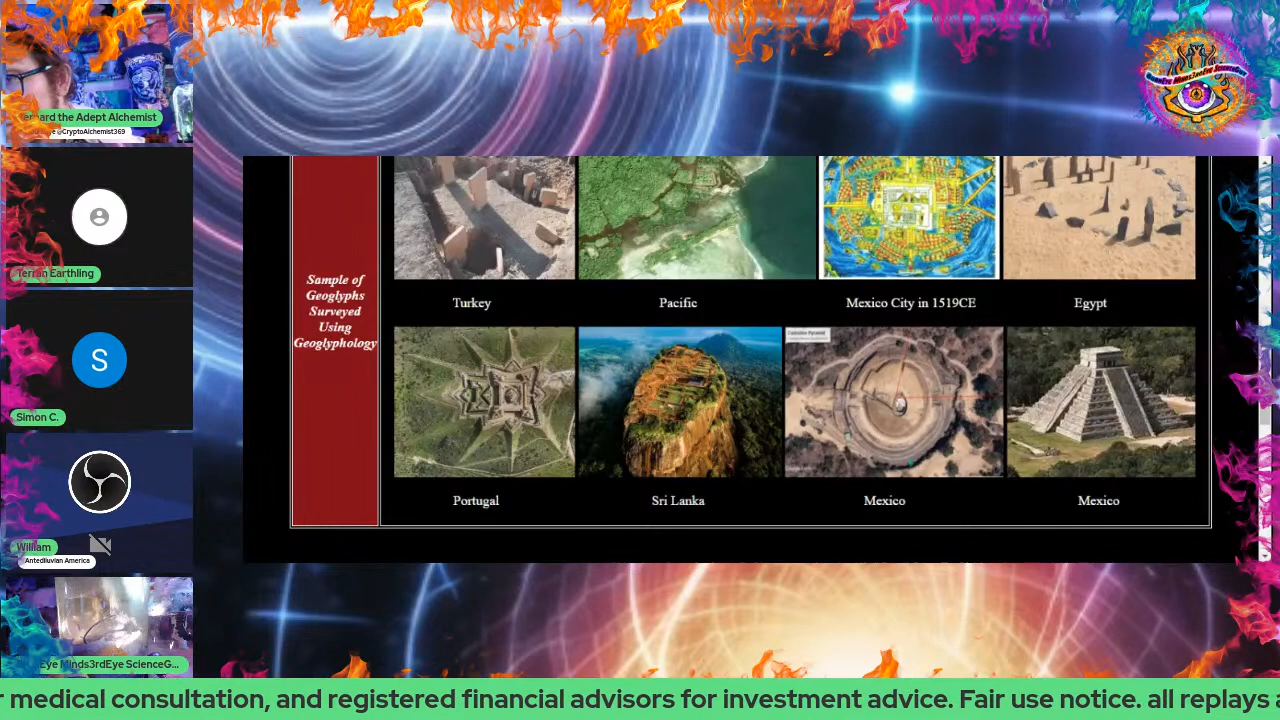 the Adept Alchemist
@CryptoAlchemist369
Terran Earthling
S
Simon C.
William
Antediluvian America
Eye Minds3rdEye ScienceG...
Sample of
Geoglyphs
Surveyed
Using
Geoglyphology
Turkey
Pacific
Mexico City in 1519CE
Egypt
Portugal
Sri Lanka
Mexico
Mexico
medical consultation, and registered financial advisors for investment advice. Fair use notice. all replays